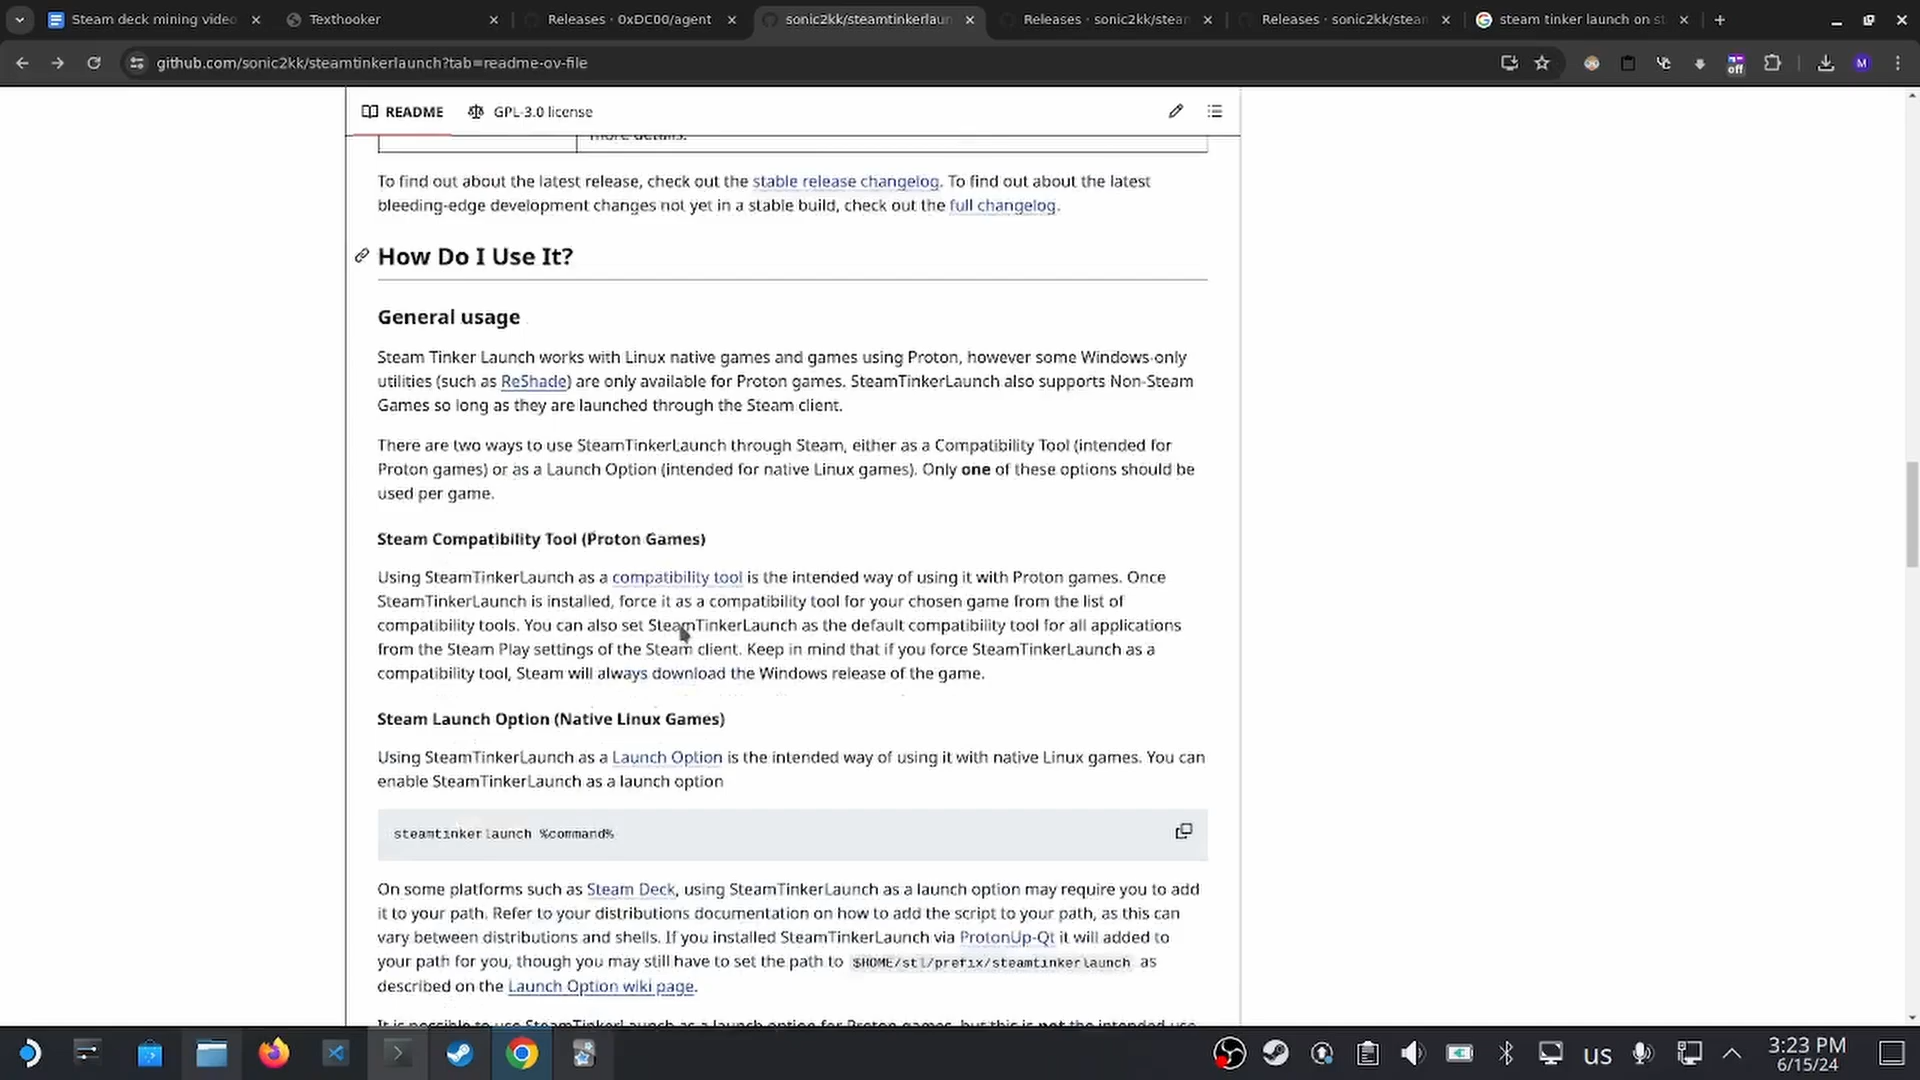 Steam deck mining video
Texthooker
Releases · 0xDC00/agent
sonic2kk/steamtinkerlaun
Releases · sonic2kk/stean
Releases · sonic2kk/stean
steam tinker launch on st
github.com/sonic2kk/steamtinkerlaunch?tab=readme-ov-file
off
M
README
GPL-3.0 license
more details.
To find out about the latest release, check out the stable release changelog. To find out about the latest
bleeding-edge development changes not yet in a stable build, check out the full changelog.
How Do I Use It?
General usage
Steam Tinker Launch works with Linux native games and games using Proton, however some Windows-only
utilities (such as ReShade) are only available for Proton games. SteamTinkerLaunch also supports Non-Steam
Games so long as they are launched through the Steam client.
There are two ways to use SteamTinkerLaunch through Steam, either as a Compatibility Tool (intended for
Proton games) or as a Launch Option (intended for native Linux games). Only one of these options should be
used per game.
Steam Compatibility Tool (Proton Games)
Using SteamTinkerLaunch as a compatibility tool is the intended way of using it with Proton games. Once
SteamTinkerLaunch is installed, force it as a compatibility tool for your chosen game from the list of
compatibility tools. You can also set SteamTinkerLaunch as the default compatibility tool for all applications
from the Steam Play settings of the Steam client. Keep in mind that if you force SteamTinkerLaunch as a
compatibility tool, Steam will always download the Windows release of the game.
Steam Launch Option (Native Linux Games)
Using SteamTinkerLaunch as a Launch Option is the intended way of using it with native Linux games. You can
enable SteamTinkerLaunch as a launch option
steamtinkerlaunch %command%
On some platforms such as Steam Deck, using SteamTinkerLaunch as a launch option may require you to add
it to your path. Refer to your distributions documentation on how to add the script to your path, as this can
vary between distributions and shells. If you installed SteamTinkerLaunch via ProtonUp-Qt it will added to
your path for you, though you may still have to set the path to $HOME/stl/prefix/steamtinkerlaunch as
described on the Launch Option wiki page.
It is possible to use SteamTinkerLaunch as a launch option for Proton games, but this is not the intended use
us
3:23 PM
6/15/24